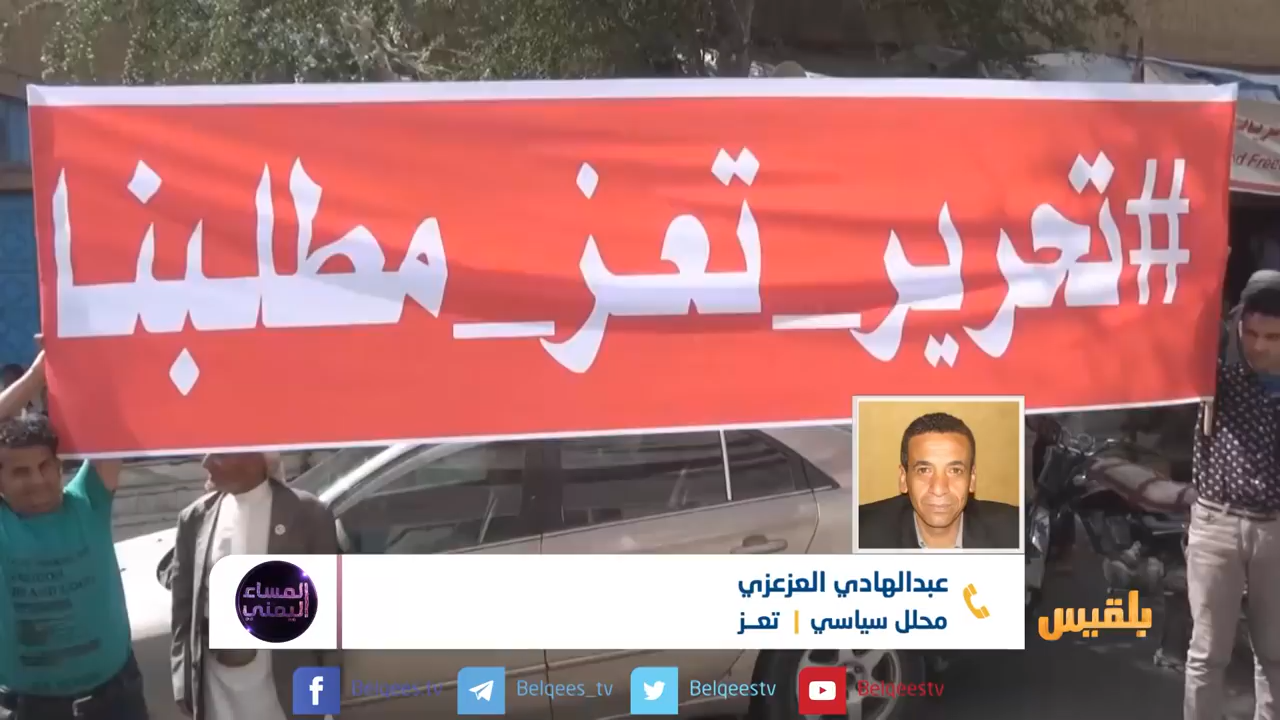 #تحرير_تعز_مطلبنا
عبدالهادي العزعزي
محلل سياسي | تعز
المساء
اليمني
بلقيس
Belqees_tv
Belqees_tv
Belqeestv
Belqeestv